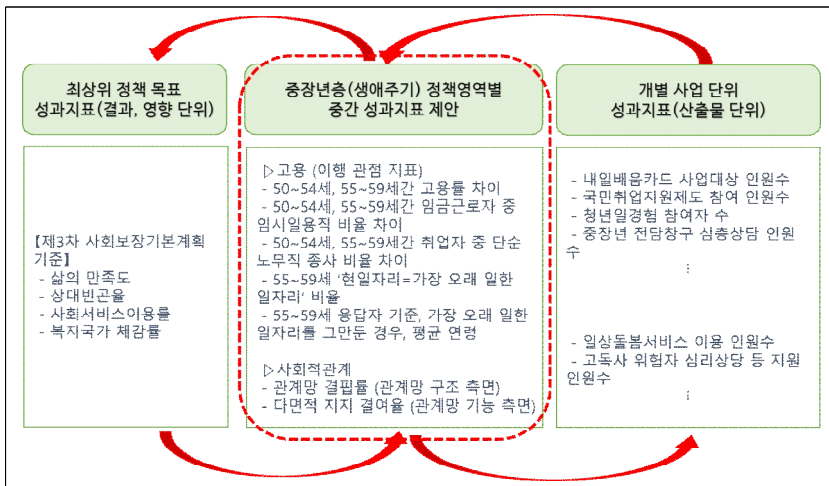 최상위 정책 목표
성과지표(결과, 영향 단위)
【제3차 사회보장기본계획
기준】
- 삶의 만족도
- 상대빈곤율
- 사회서비스이용률
- 복지국가 체감률
중장년층(생애주기) 정책영역별
중간 성과지표 제안
▷고용 (이행 관점 지표)
- 50~54세, 55~59세간 고용률 차이
- 50~54세, 55~59세간 임금근로자 중
임시일용직 비율 차이
- 50~54세, 55~59세간 취업자 중 단순
노무직 종사 비율 차이
- 55~59세 ‘현일자리=가장 오래 일한
일자리’ 비율
- 55~59세 응답자 기준, 가장 오래 일한
일자리를 그만둔 경우, 평균 연령
▷사회적관계
- 관계망 결핍률 (관계망 구조 측면)
- 다면적 지지 결여율 (관계망 기능 측면)
개별 사업 단위
성과지표(산출물 단위)
- 내일배움카드 사업대상 인원수
- 국민취업지원제도 참여 인원수
- 청년일경험 참여자 수
- 중장년 전담창구 심층상담 인원
수
⋮
- 일상돌봄서비스 이용 인원수
- 고독사 위험자 심리상담 등 지원
인원수
⋮